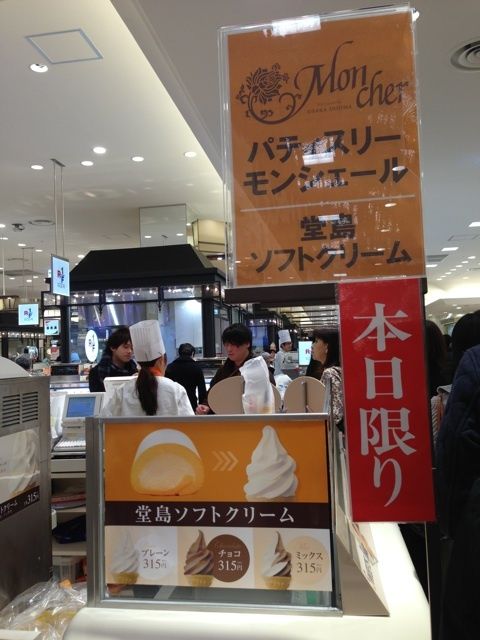 Mon
cher
パティスリー
モンシェール
堂島
ソフトクリーム
本日限り
堂島ソフトクリーム
プレーン
315円
チョコ
315円
ミックス
315円